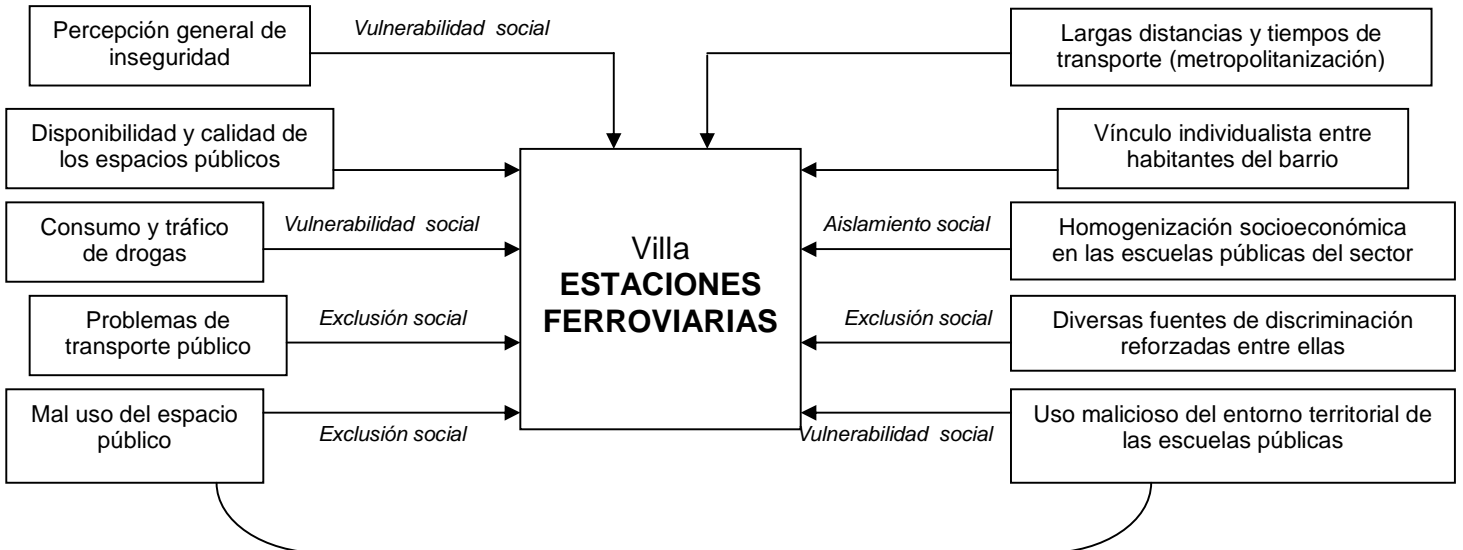 Percepción general de
inseguridad
Vulnerabilidad social
Largas distancias y tiempos de
transporte (metropolitanización)
Disponibilidad y calidad de
los espacios públicos
Vínculo individualista entre
habitantes del barrio
Consumo y tráfico
de drogas
Vulnerabilidad social
Villa
ESTACIONES
FERROVIARIAS
Aislamiento social
Homogenización socioeconómica
en las escuelas públicas del sector
Problemas de
transporte público
Exclusión social
Exclusión social
Diversas fuentes de discriminación
reforzadas entre ellas
Mal uso del espacio
público
Exclusión social
Vulnerabilidad social
Uso malicioso del entorno territorial de
las escuelas públicas